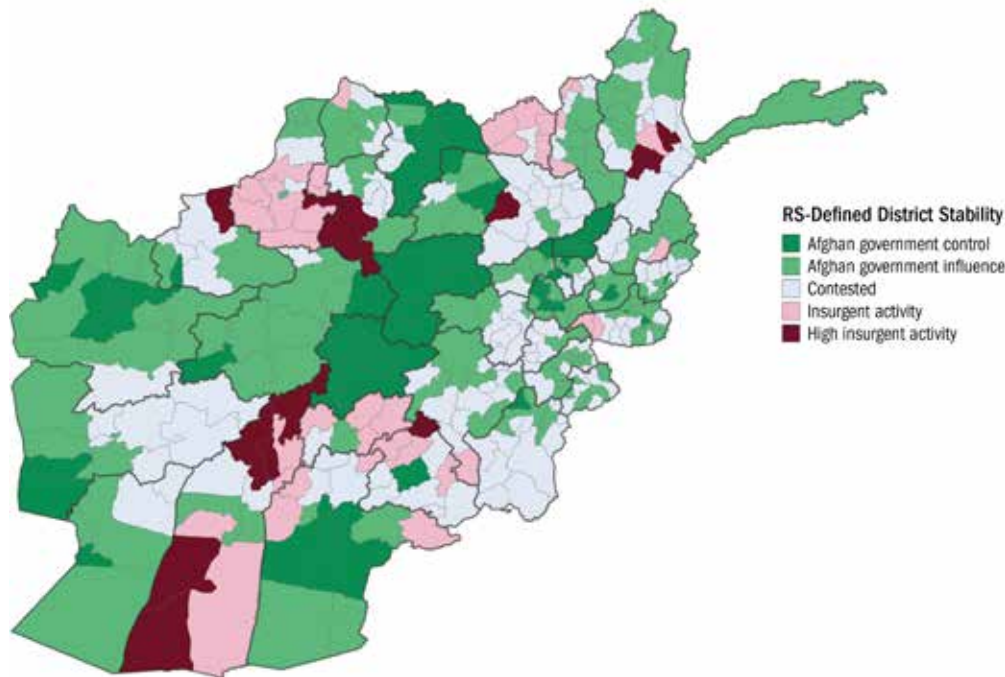 RS-Defined District Stability
Afghan government control
Afghan government influence
Contested
Insurgent activity
High insurgent activity